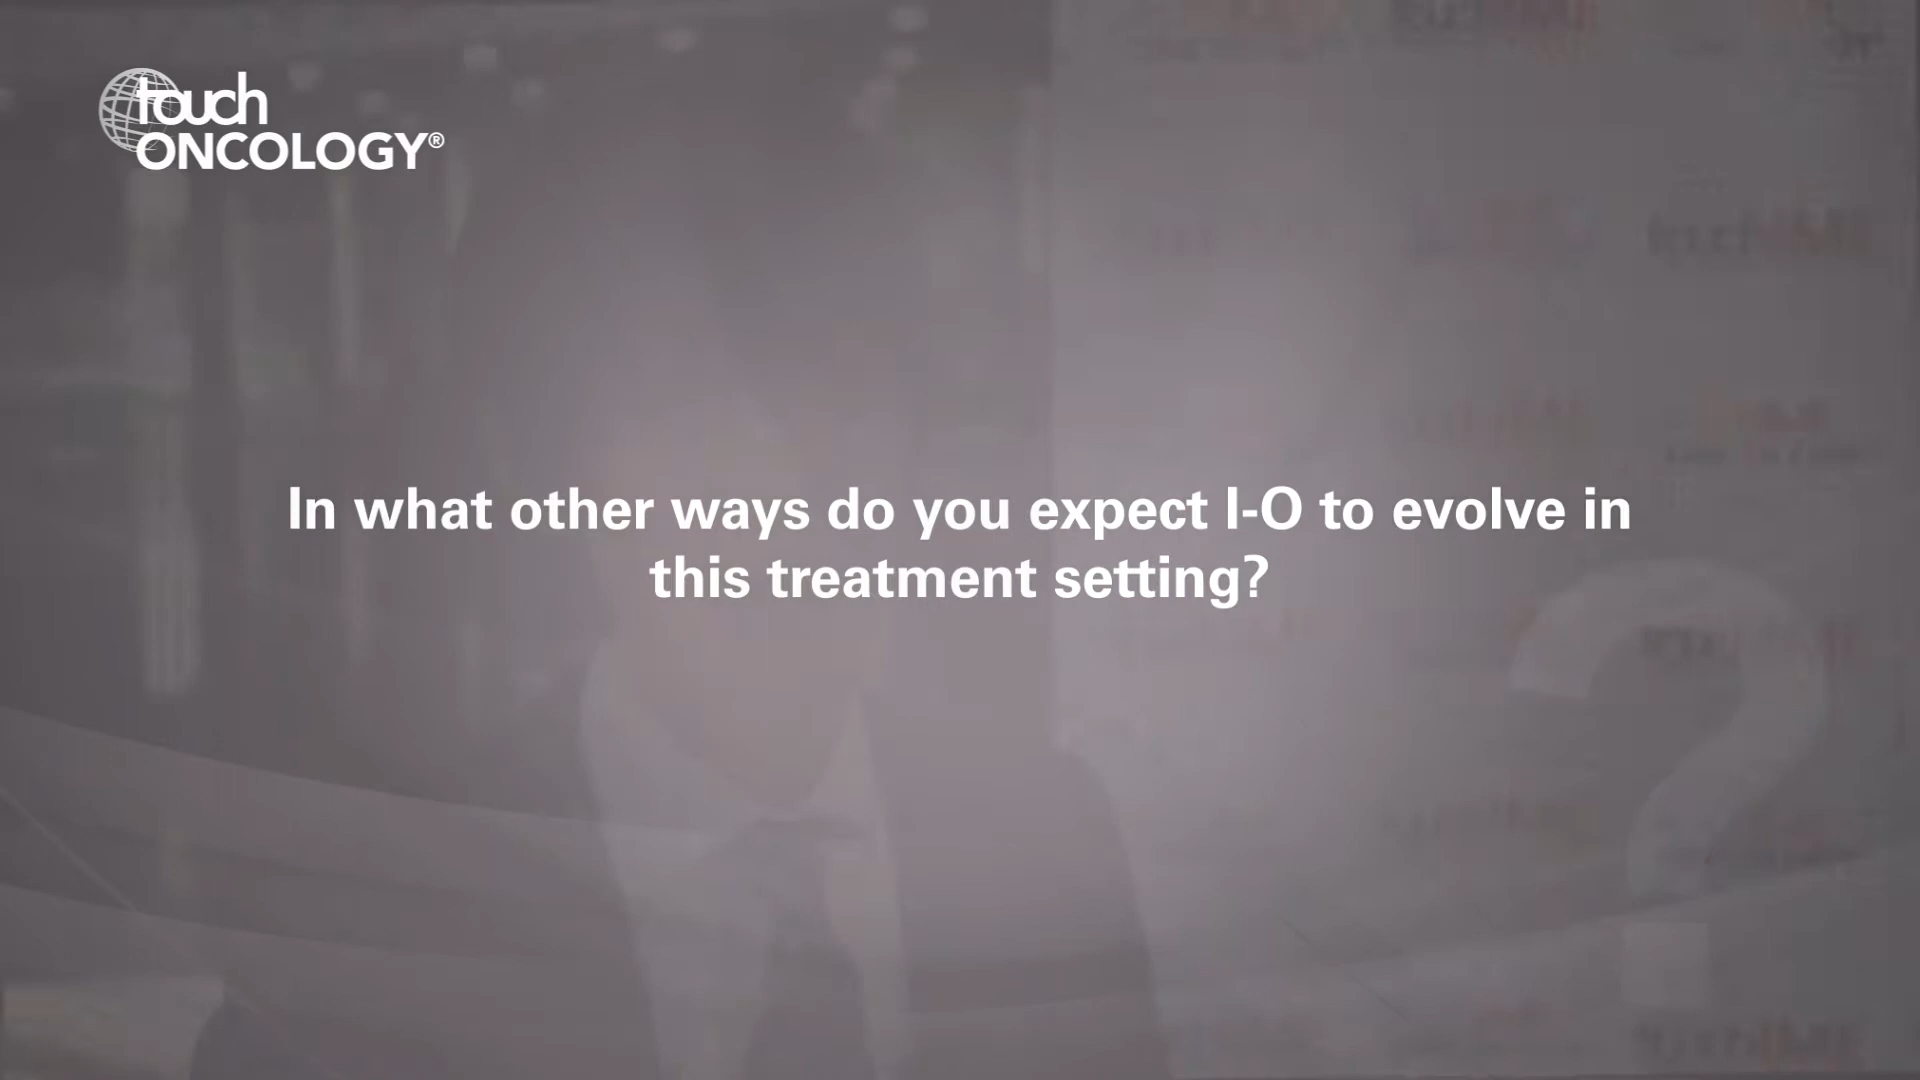 touch
ONCOLOGY®
In what other ways do you expect I-O to evolve in
this treatment setting?